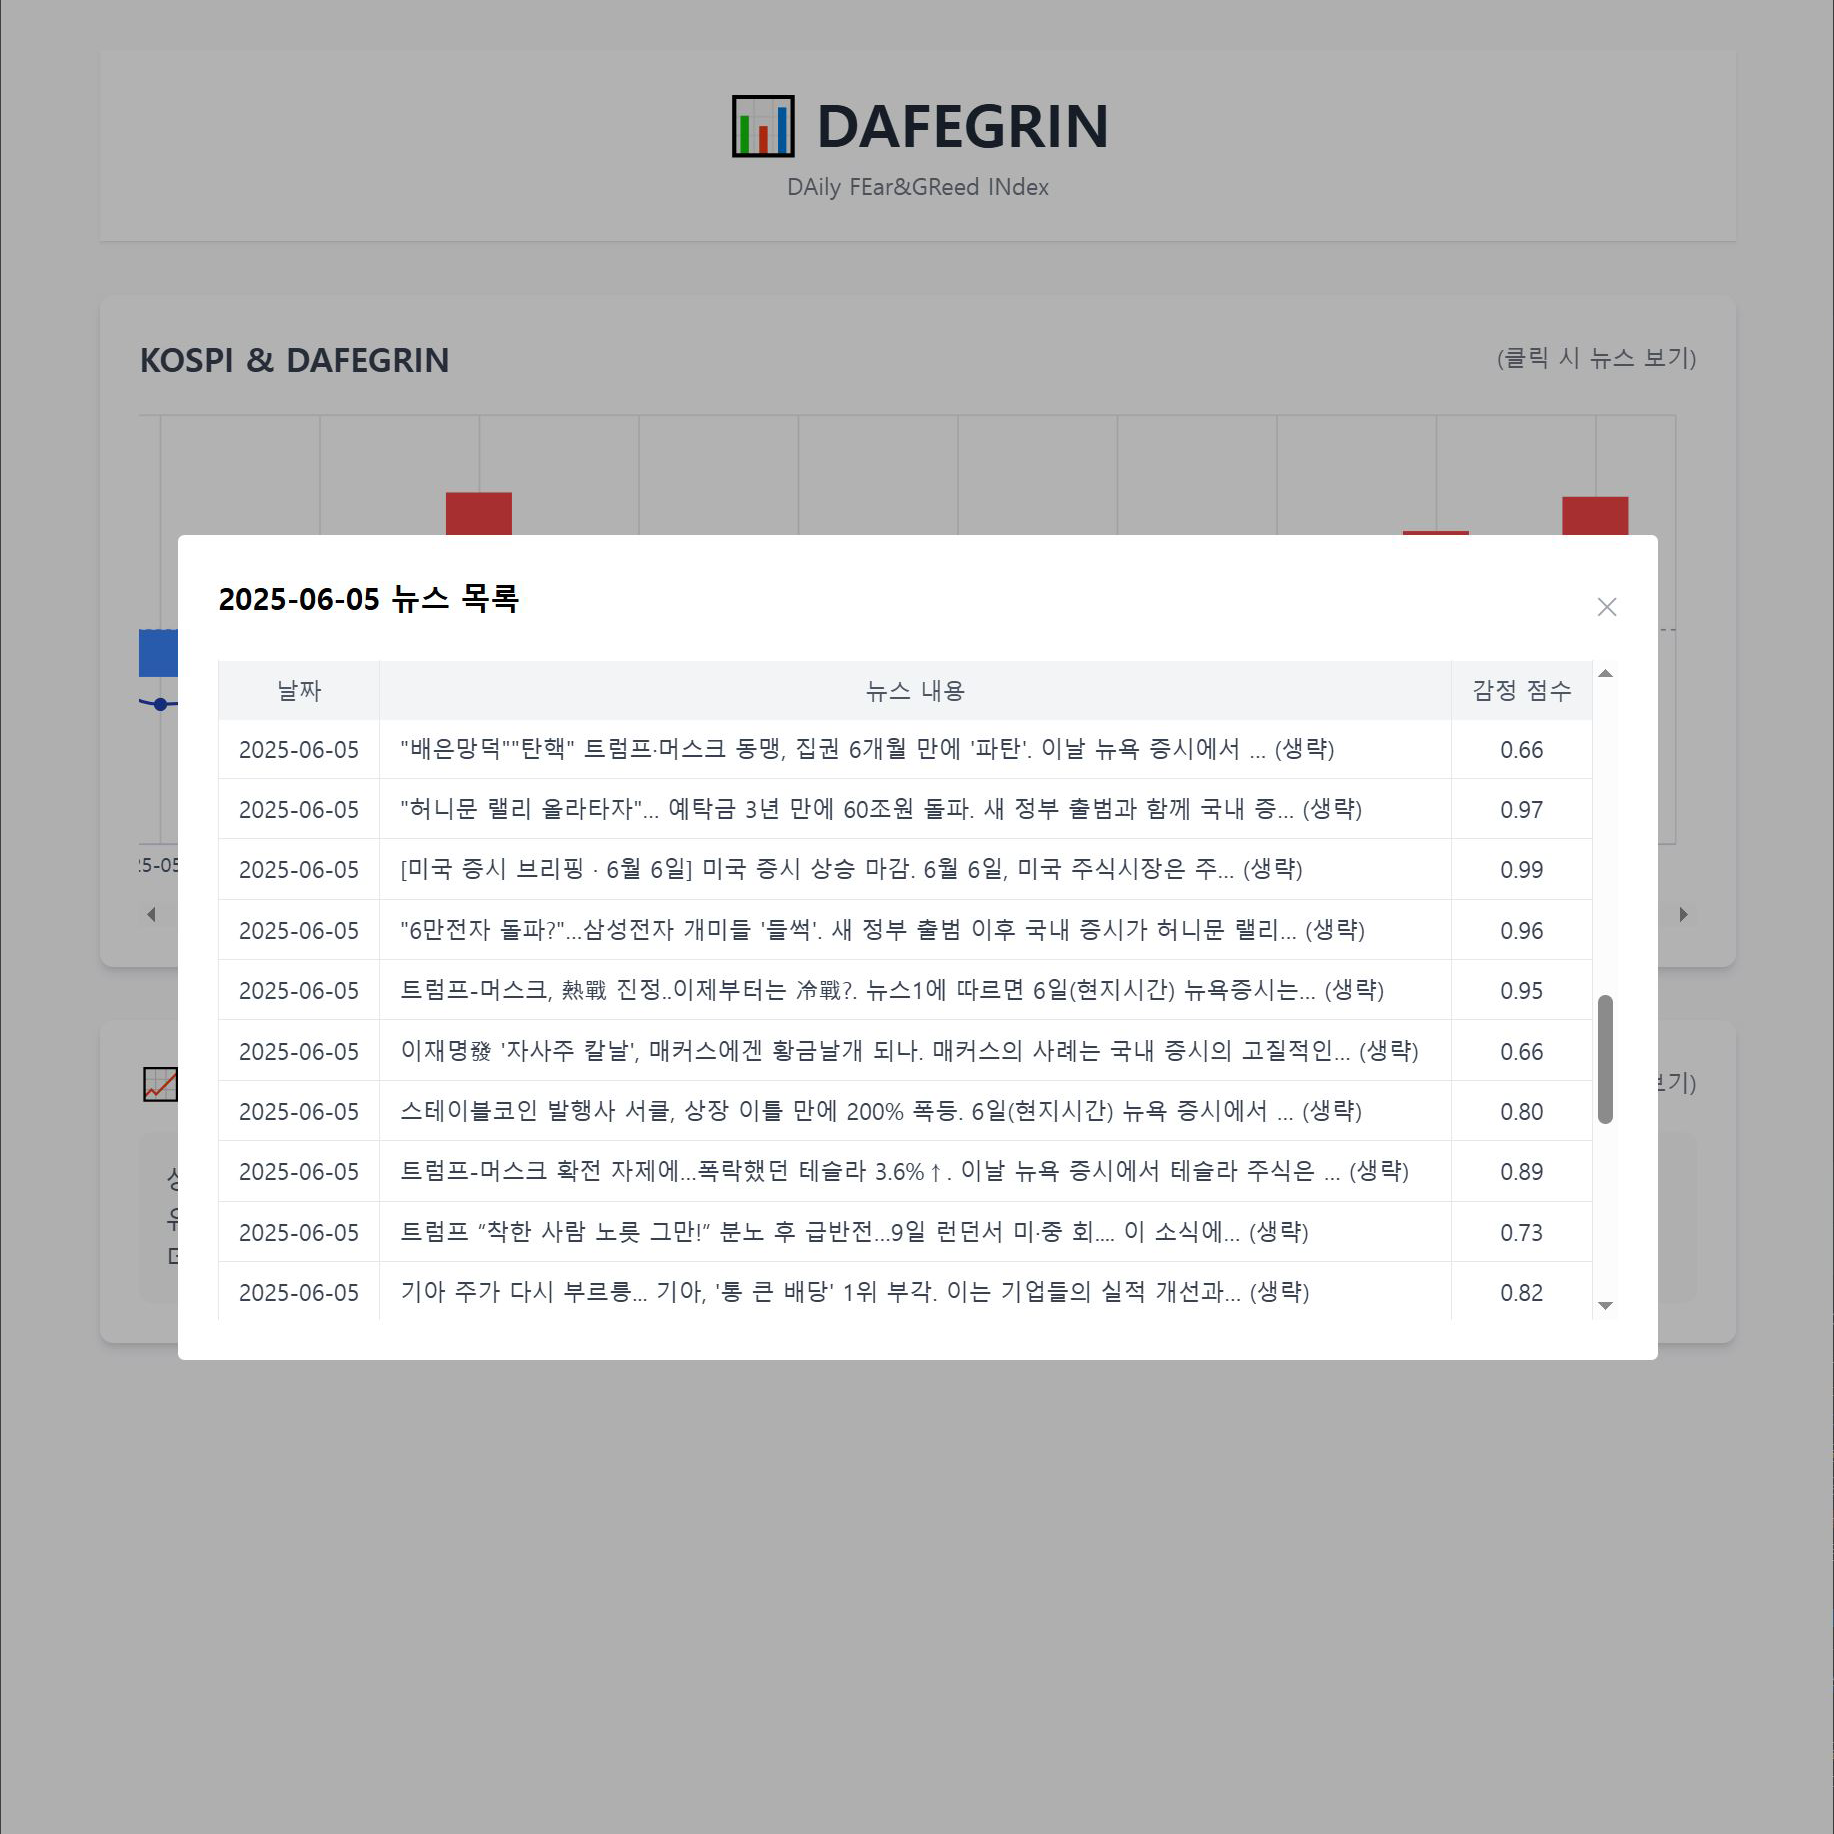 DAFEGRIN
DAily FEar&GReed INdex
KOSPI & DAFEGRIN
(클릭 시 뉴스 보기)
2025-06-05 뉴스 목록
날짜 뉴스 내용 감정 점수
2025-06-05 "배은망덕""탄핵" 트럼프·머스크 동맹, 집권 6개월 만에 '파탄'. 이날 뉴욕 증시에서 ... (생략) 0.66
2025-06-05 "허니문 랠리 올라타자"... 예탁금 3년 만에 60조원 돌파. 새 정부 출범과 함께 국내 증... (생략) 0.97
2025-06-05 [미국 증시 브리핑 · 6월 6일] 미국 증시 상승 마감. 6월 6일, 미국 주식시장은 주... (생략) 0.99
2025-06-05 "6만전자 돌파?"...삼성전자 개미들 '들썩'. 새 정부 출범 이후 국내 증시가 허니문 랠리... (생략) 0.96
2025-06-05 트럼프-머스크, 熱戰 진정..이제부터는 冷戰?. 뉴스1에 따르면 6일(현지시간) 뉴욕증시는... (생략) 0.95
2025-06-05 이재명發 '자사주 칼날', 매커스에겐 황금날개 되나. 매커스의 사례는 국내 증시의 고질적인... (생략) 0.66
2025-06-05 스테이블코인 발행사 서클, 상장 이틀 만에 200% 폭등. 6일(현지시간) 뉴욕 증시에서 ... (생략) 0.80
2025-06-05 트럼프-머스크 확전 자제에...폭락했던 테슬라 3.6%↑. 이날 뉴욕 증시에서 테슬라 주식은 ... (생략) 0.89
2025-06-05 트럼프 “착한 사람 노릇 그만!” 분노 후 급반전...9일 런던서 미·중 회.... 이 소식에... (생략) 0.73
2025-06-05 기아 주가 다시 부르릉... 기아, '통 큰 배당' 1위 부각. 이는 기업들의 실적 개선과... (생략) 0.82